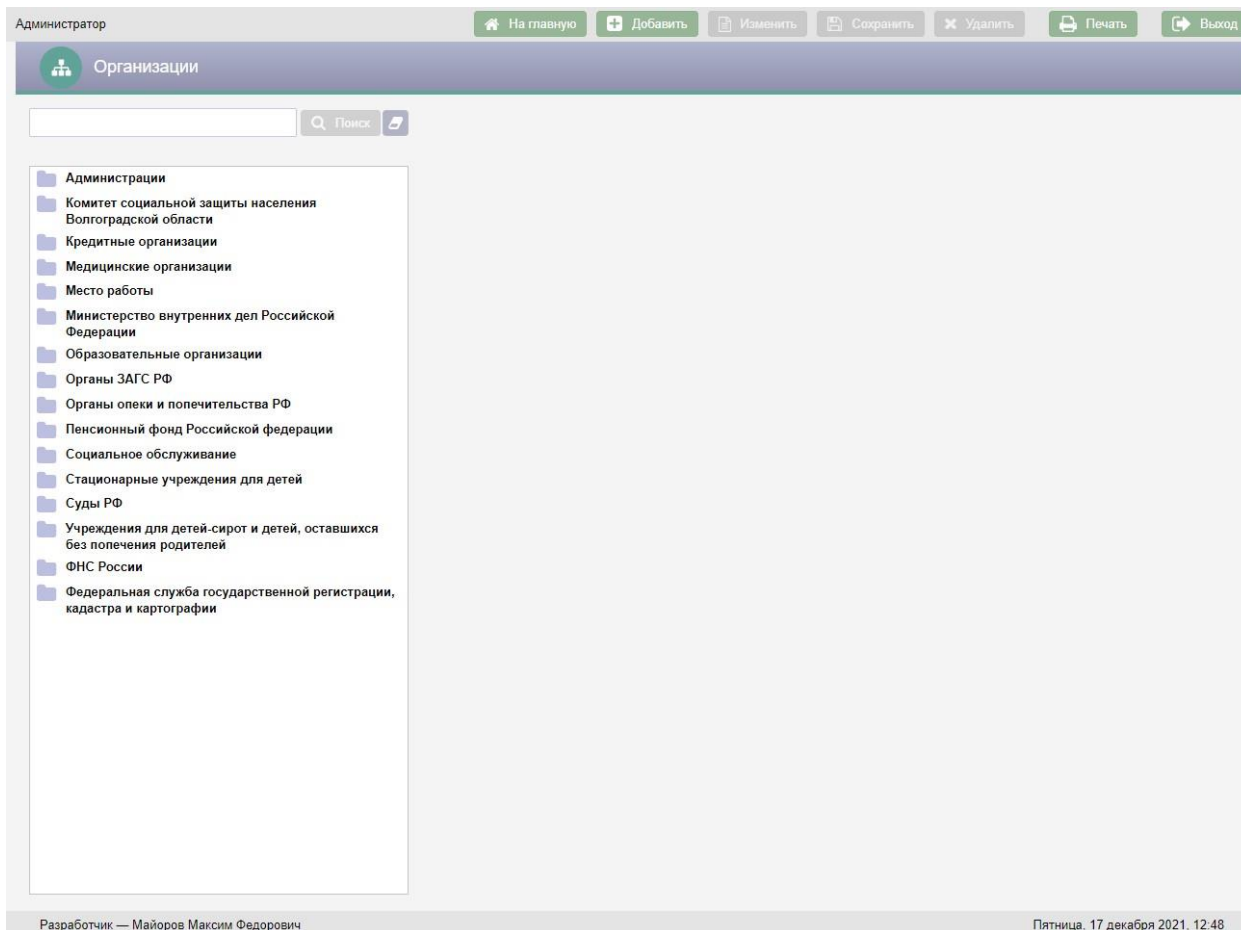 Администратор
На главную
Добавить
Изменить
Сохранить
Удалить
Печать
Выход
Организации
Поиск
Администрации
Комитет социальной защиты населения
Волгоградской области
Кредитные организации
Медицинские организации
Место работы
Министерство внутренних дел Российской
Федерации
Образовательные организации
Органы ЗАГС РФ
Органы опеки и попечительства РФ
Пенсионный фонд Российской федерации
Социальное обслуживание
Стационарные учреждения для детей
Суды РФ
Учреждения для детей-сирот и детей, оставшихся
без попечения родителей
ФНС России
Федеральная служба государственной регистрации,
кадастра и картографии
Разработчик — Майоров Максим Федорович
Пятница, 17 декабря 2021, 12:48